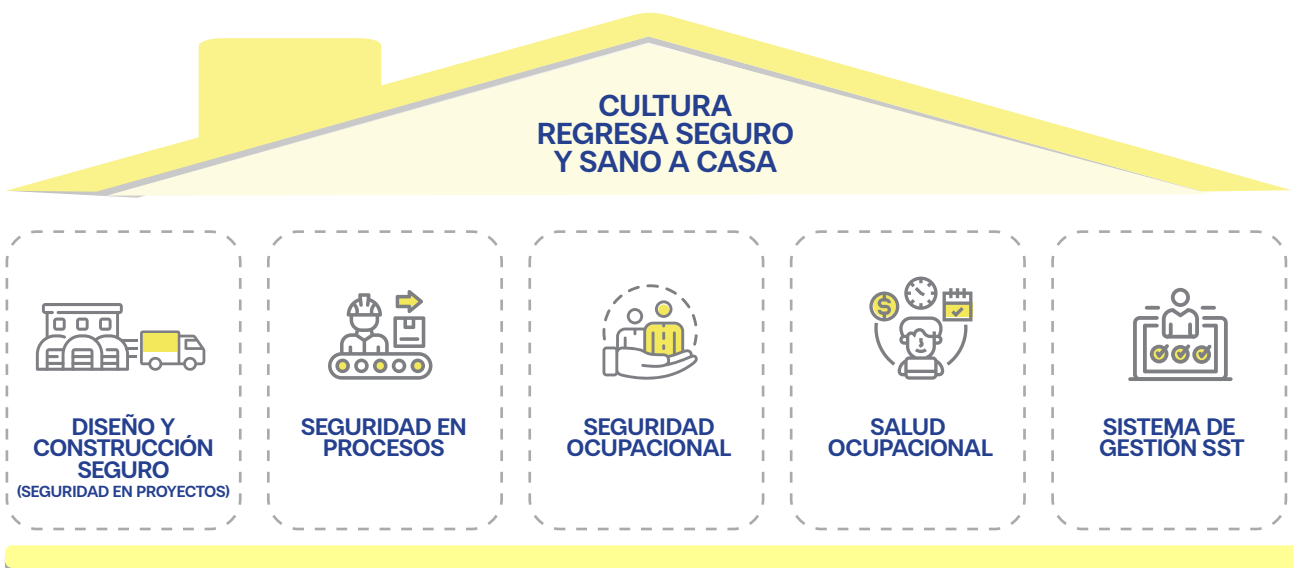 CULTURA
REGRESA SEGURO
Y SANO A CASA
DISEÑO Y
CONSTRUCCIÓN
SEGURO
(SEGURIDAD EN PROYECTOS)
SEGURIDAD EN
PROCESOS
SEGURIDAD
OCUPACIONAL
SALUD
OCUPACIONAL
SISTEMA DE
GESTIÓN SST